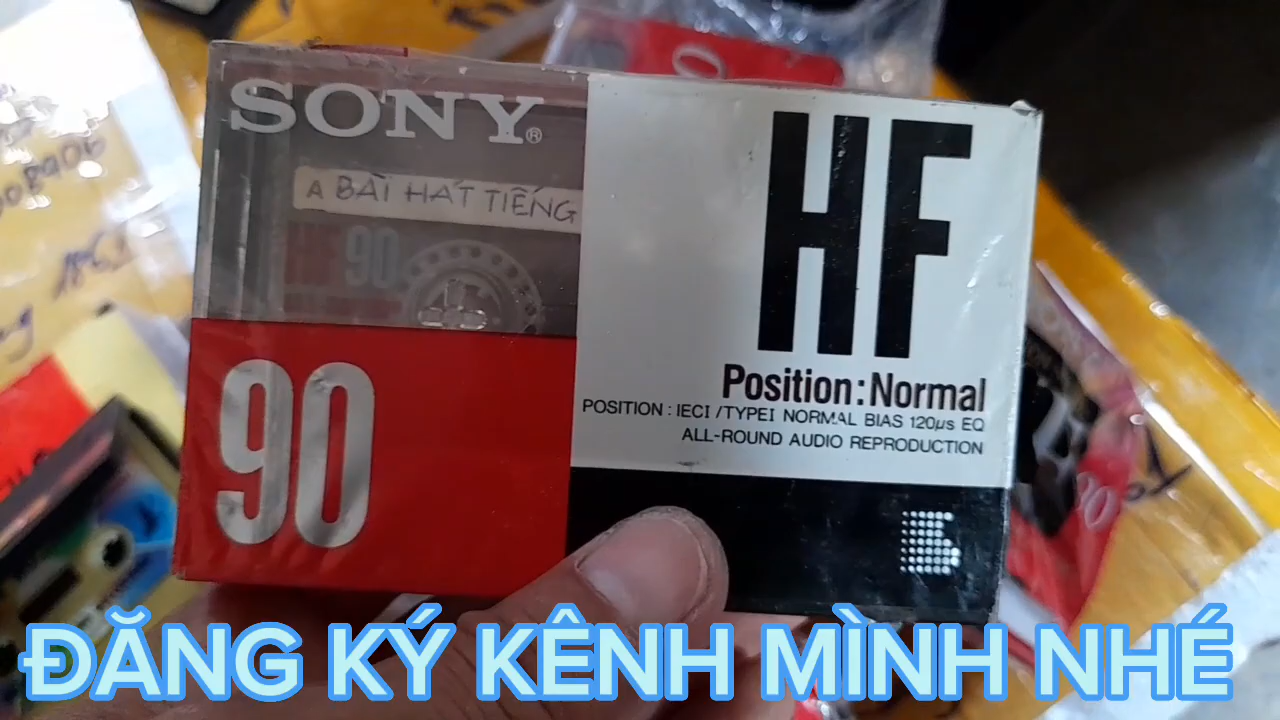 SONY®
A BÀI HÁT TIẾNG
HF 90
90
HF
Position:Normal
POSITION : IECI /TYPEI NORMAL BIAS 120µs EQ
ALL-ROUND AUDIO REPRODUCTION
ĐĂNG KÝ KÊNH MÌNH NHÉ